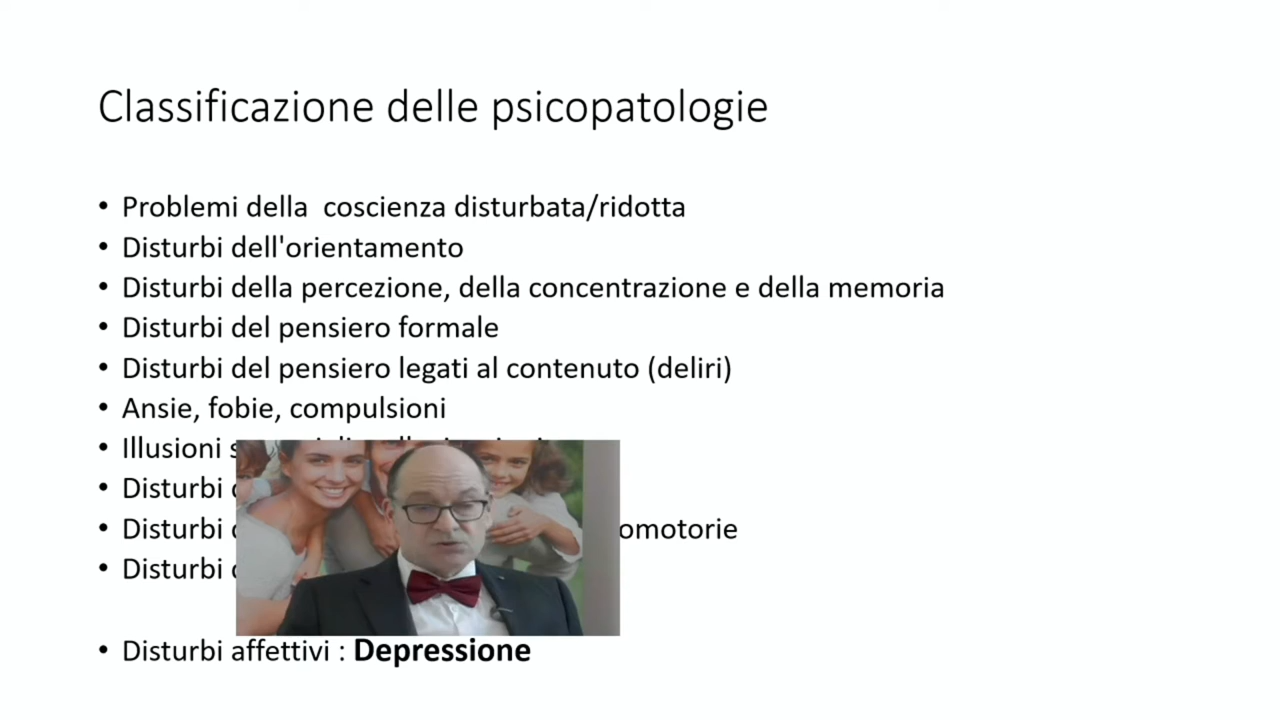 Classificazione delle psicopatologie
• Problemi della coscienza disturbata/ridotta
• Disturbi dell'orientamento
• Disturbi della percezione, della concentrazione e della memoria
• Disturbi del pensiero formale
• Disturbi del pensiero legati al contenuto (deliri)
• Ansie, fobie, compulsioni
• Illusioni
• Disturbi
• Disturbi omotorie
• Disturbi
• Disturbi affettivi : Depressione